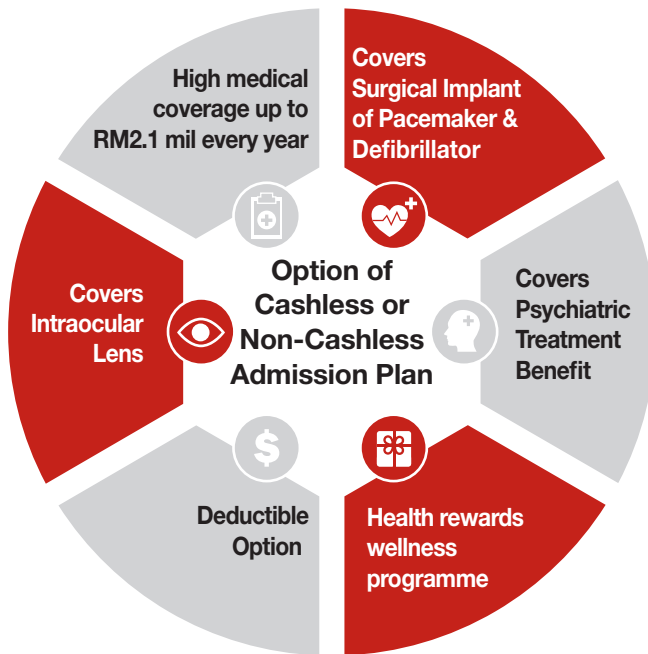 High medical
coverage up to
RM2.1 mil every year
Covers
Surgical Implant
of Pacemaker &
Defibrillator
Covers
Intraocular
Lens
Option of
Cashless or
Non-Cashless
Admission Plan
Covers
Psychiatric
Treatment
Benefit
$
Deductible
Option
Health rewards
wellness
programme